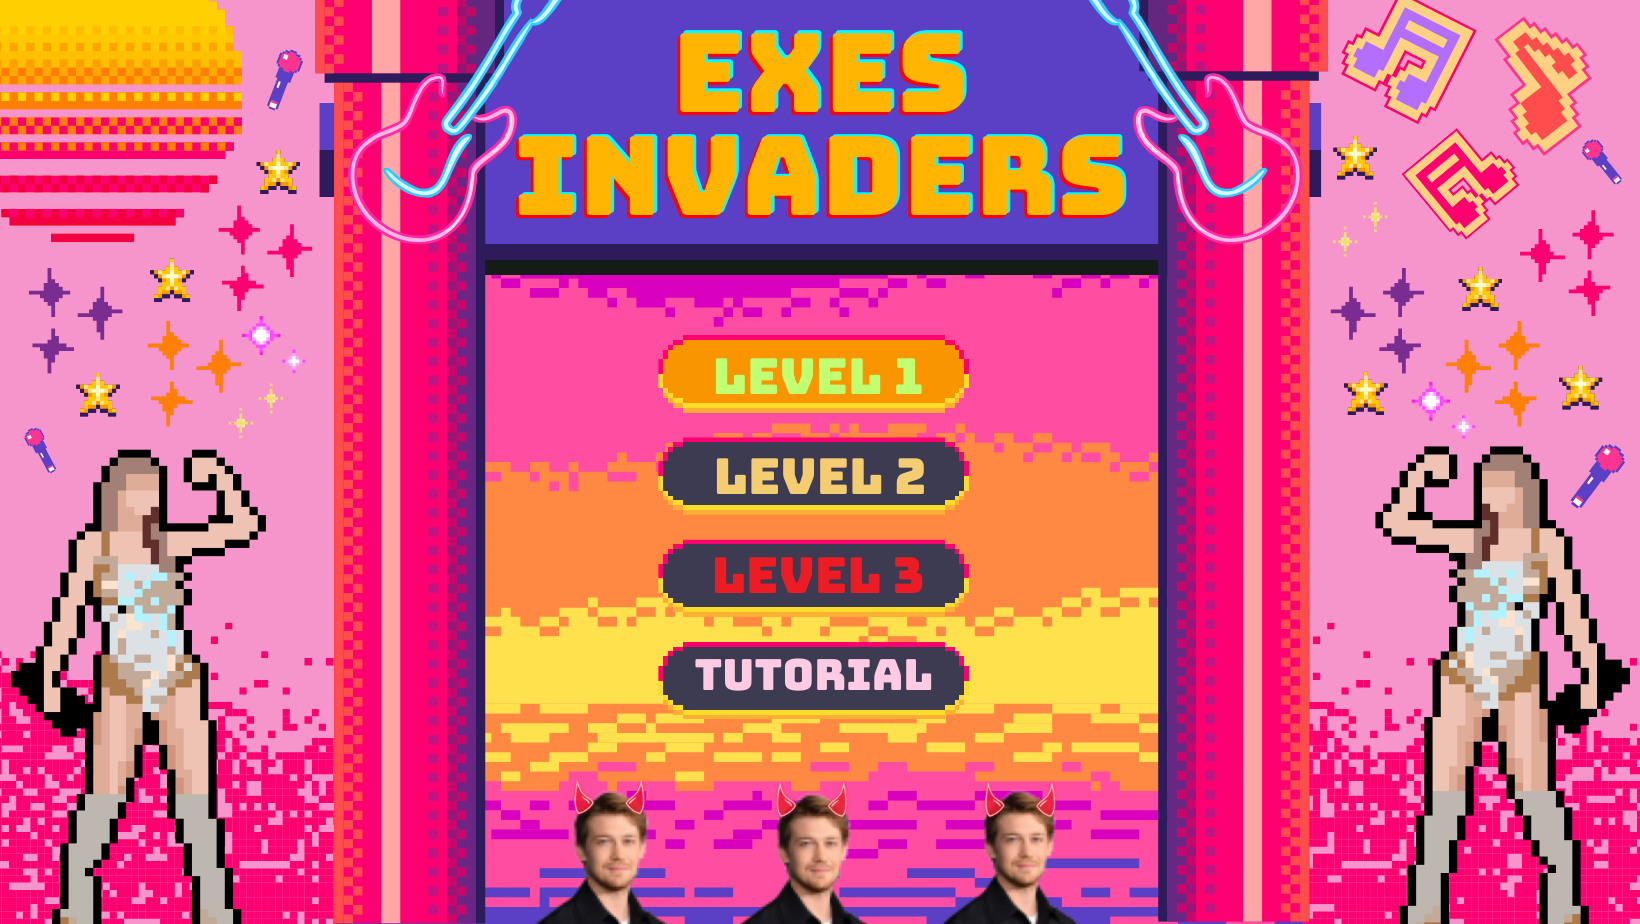 EXES
INVADERS
LEVEL 1
LEVEL 2
LEVEL 3
TUTORIAL